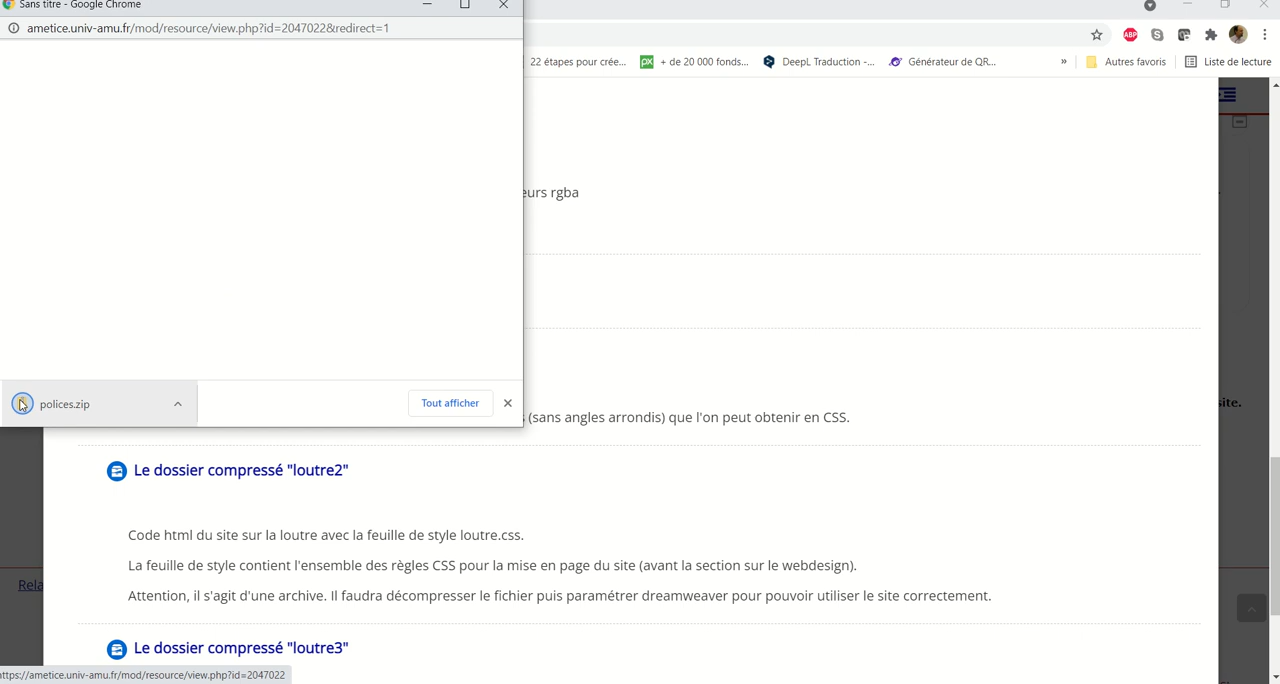 Sans titre - Google Chrome
ametice.univ-amu.fr/mod/resource/view.php?id=2047022&redirect=1
ABP
22 étapes pour crée...
px
+ de 20 000 fonds...
DeepL Traduction -...
Générateur de QR...
»
Autres favoris
Liste de lecture
eurs rgba
polices.zip
Tout afficher
site.
(sans angles arrondis) que l'on peut obtenir en CSS.
Le dossier compressé "loutre2"
Code html du site sur la loutre avec la feuille de style loutre.css.
La feuille de style contient l'ensemble des règles CSS pour la mise en page du site (avant la section sur le webdesign).
Rela
Attention, il s'agit d'une archive. Il faudra décompresser le fichier puis paramétrer dreamweaver pour pouvoir utiliser le site correctement.
Le dossier compressé "loutre3"
https://ametice.univ-amu.fr/mod/resource/view.php?id=2047022